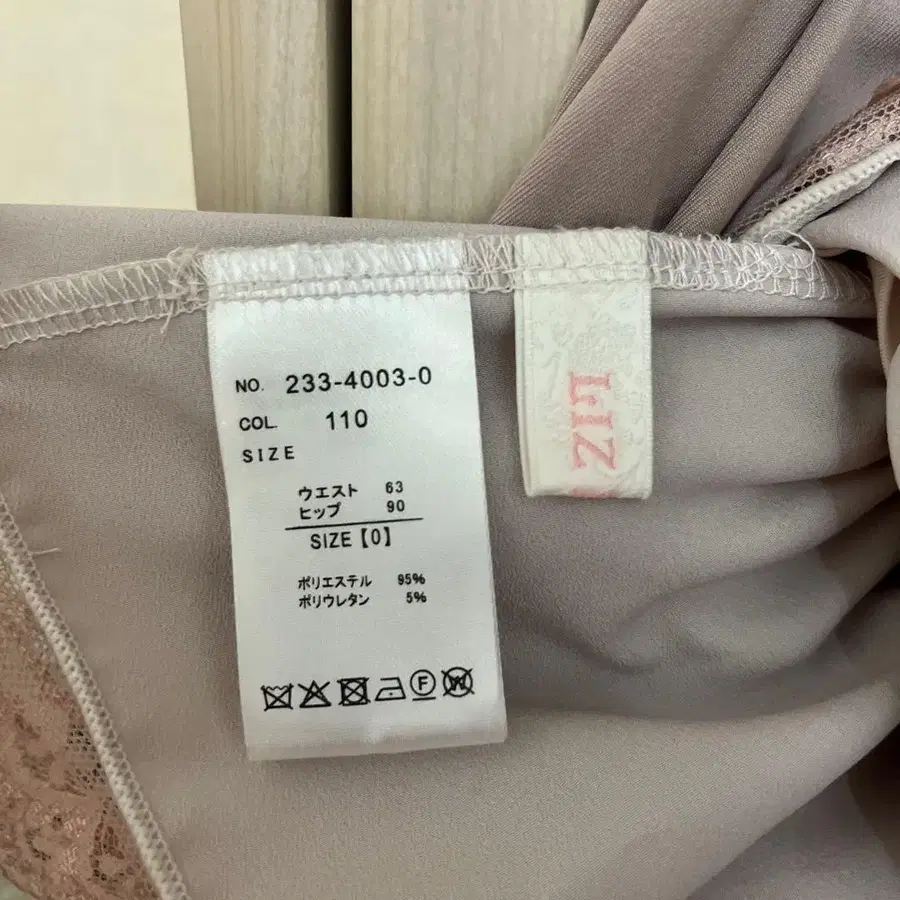 NO. 233-4003-0
COL. 110
SIZE
ウエスト 63
ヒップ 90
SIZE【0】
ポリエステル 95%
ポリウレタン 5%
F W
LIZ